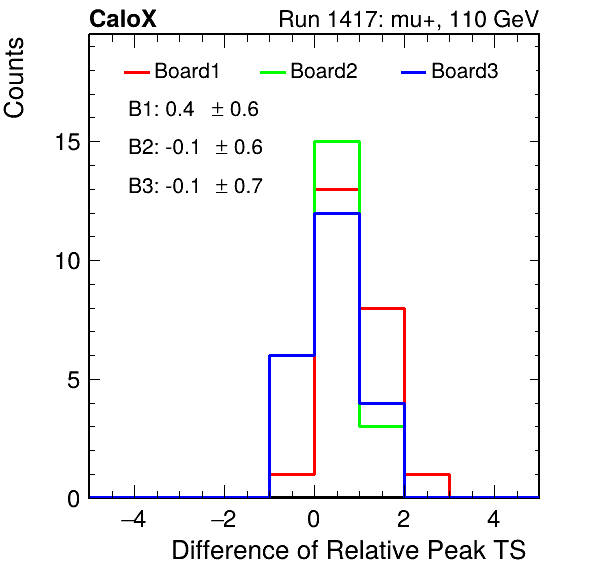 CaloX Run 1417: mu+, 110 GeV
Counts
Board1 Board2 Board3
B1: 0.4 ± 0.6
B2: -0.1 ± 0.6
B3: -0.1 ± 0.7
15
10
5
0
−4 −2 0 2 4
Difference of Relative Peak TS